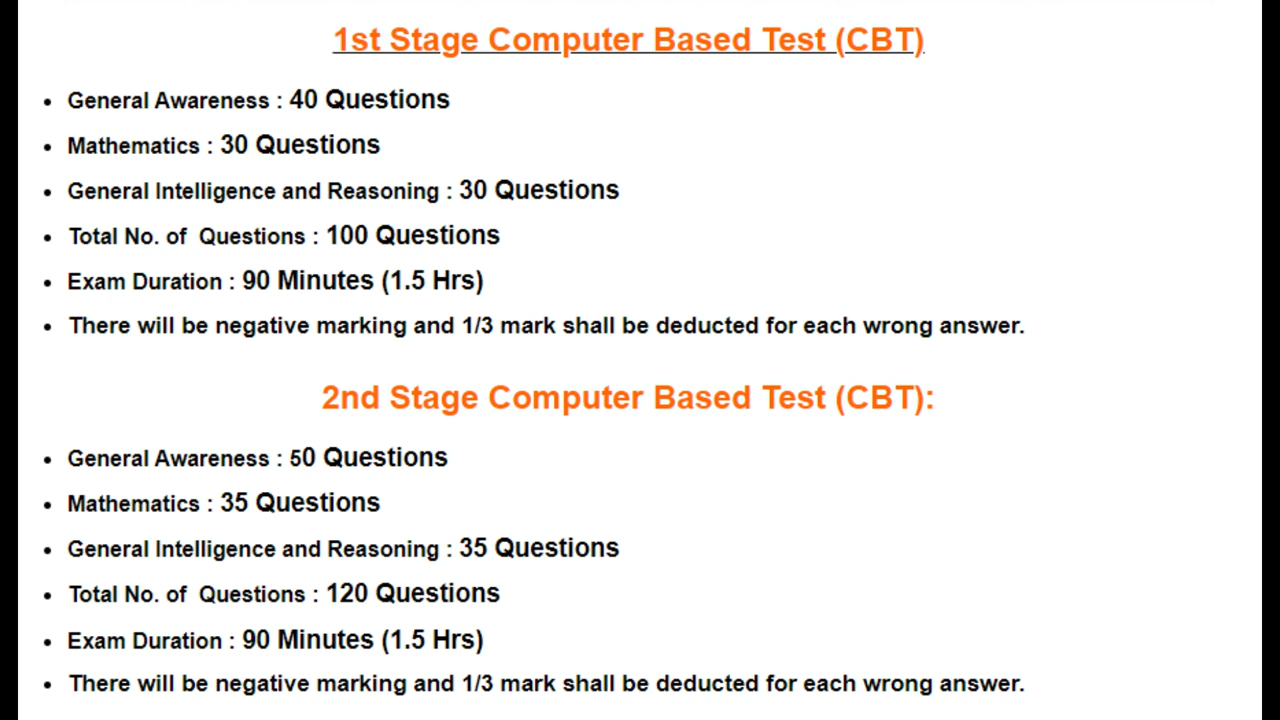 1st Stage Computer Based Test (CBT)
• General Awareness : 40 Questions
• Mathematics : 30 Questions
• General Intelligence and Reasoning : 30 Questions
• Total No. of Questions : 100 Questions
• Exam Duration : 90 Minutes (1.5 Hrs)
• There will be negative marking and 1/3 mark shall be deducted for each wrong answer.
2nd Stage Computer Based Test (CBT):
• General Awareness : 50 Questions
• Mathematics : 35 Questions
• General Intelligence and Reasoning : 35 Questions
• Total No. of Questions : 120 Questions
• Exam Duration : 90 Minutes (1.5 Hrs)
• There will be negative marking and 1/3 mark shall be deducted for each wrong answer.